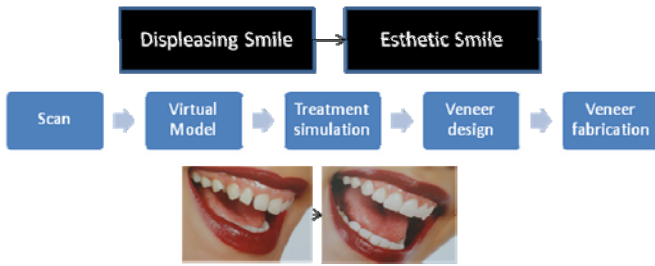 Displeasing Smile
Esthetic Smile
Scan
Virtual
Model
Treatment
simulation
Veneer
design
Veneer
fabrication